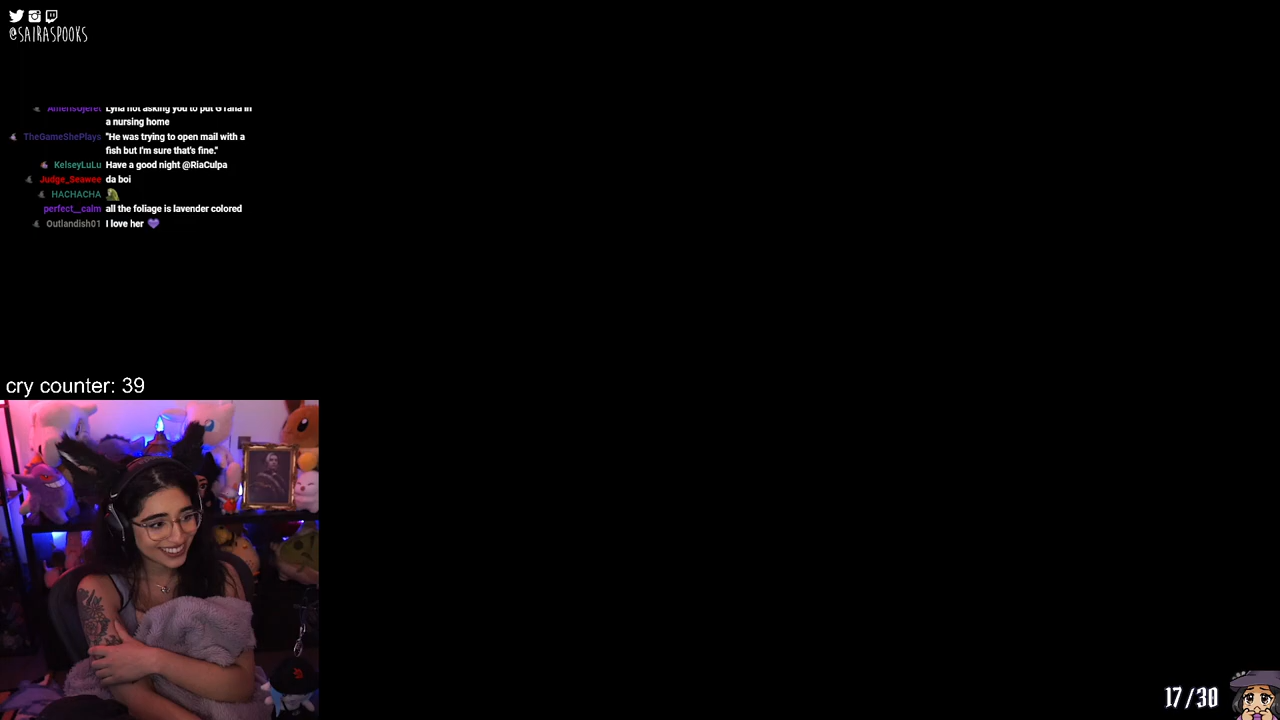 @SAIRASPOOKS
Lyna not asking you to put G'raha in
a nursing home
TheGameShePlays "He was trying to open mail with a
fish but I'm sure that's fine."
KelseyLuLu Have a good night @RiaCulpa
Judge_Seawee da boi
HACHACHA
perfect__calm all the foliage is lavender colored
Outlandish01 I love her 💜
cry counter: 39
17/30